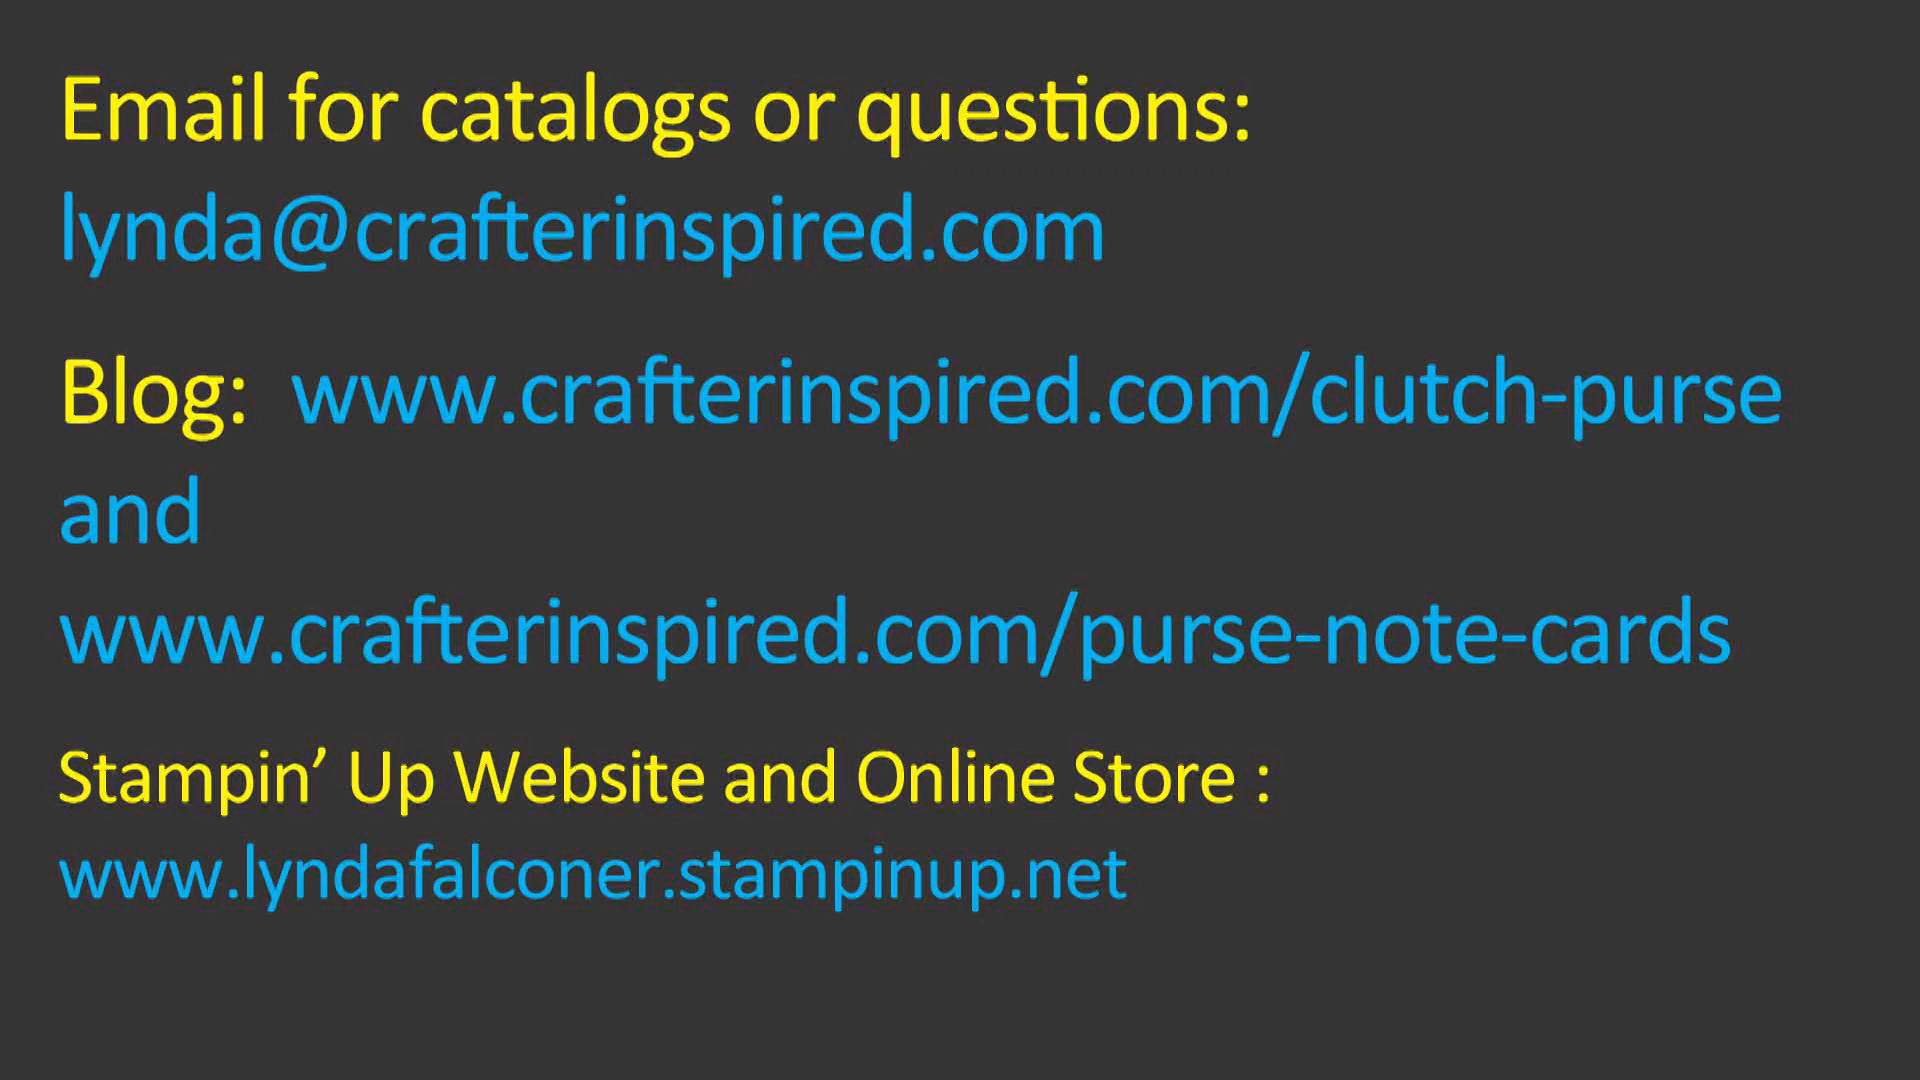 Email for catalogs or questions:
lynda@crafterinspired.com
Blog:  www.crafterinspired.com/clutch-purse
and
www.crafterinspired.com/purse-note-cards
Stampin’ Up Website and Online Store :
www.lyndafalconer.stampinup.net